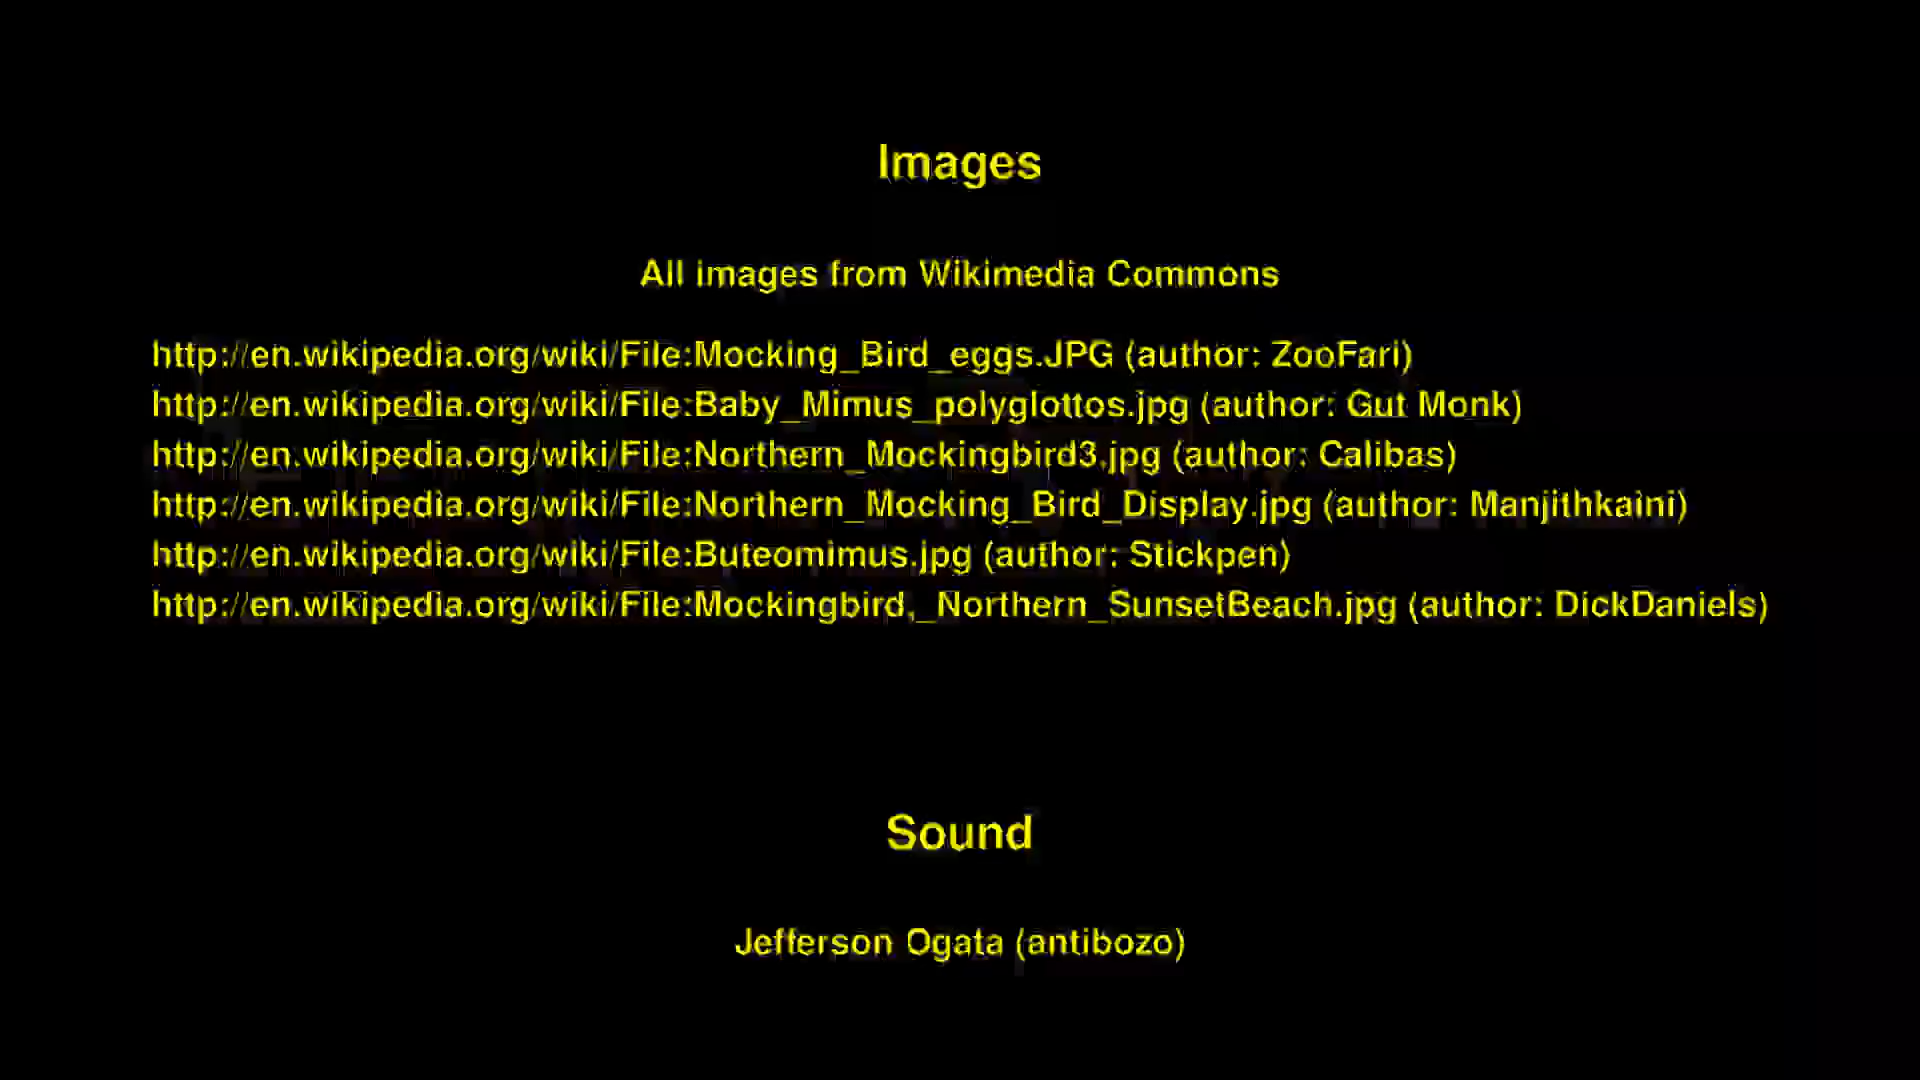 Images
All images from Wikimedia Commons
http://en.wikipedia.org/wiki/File:Mocking_Bird_eggs.JPG (author: ZooFari)
http://en.wikipedia.org/wiki/File:Baby_Mimus_polyglottos.jpg (author: Gut Monk)
http://en.wikipedia.org/wiki/File:Northern_Mockingbird3.jpg (author: Calibas)
http://en.wikipedia.org/wiki/File:Northern_Mocking_Bird_Display.jpg (author: Manjithkaini)
http://en.wikipedia.org/wiki/File:Buteomimus.jpg (author: Stickpen)
http://en.wikipedia.org/wiki/File:Mockingbird,_Northern_SunsetBeach.jpg (author: DickDaniels)
Sound
Jefferson Ogata (antibozo)